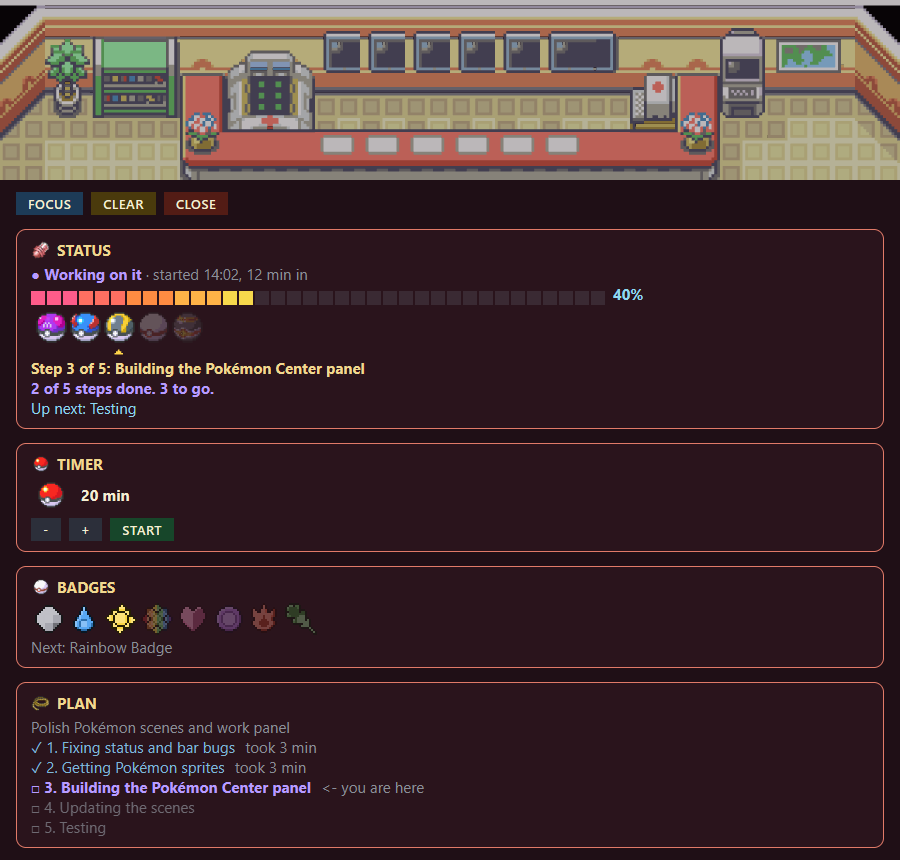 FOCUS CLEAR CLOSE
STATUS
● Working on it · started 14:02, 12 min in
40%
Step 3 of 5: Building the Pokémon Center panel
2 of 5 steps done. 3 to go.
Up next: Testing
TIMER
20 min
- + START
BADGES
Next: Rainbow Badge
PLAN
Polish Pokémon scenes and work panel
✓ 1. Fixing status and bar bugs took 3 min
✓ 2. Getting Pokémon sprites took 3 min
□ 3. Building the Pokémon Center panel <- you are here
□ 4. Updating the scenes
□ 5. Testing